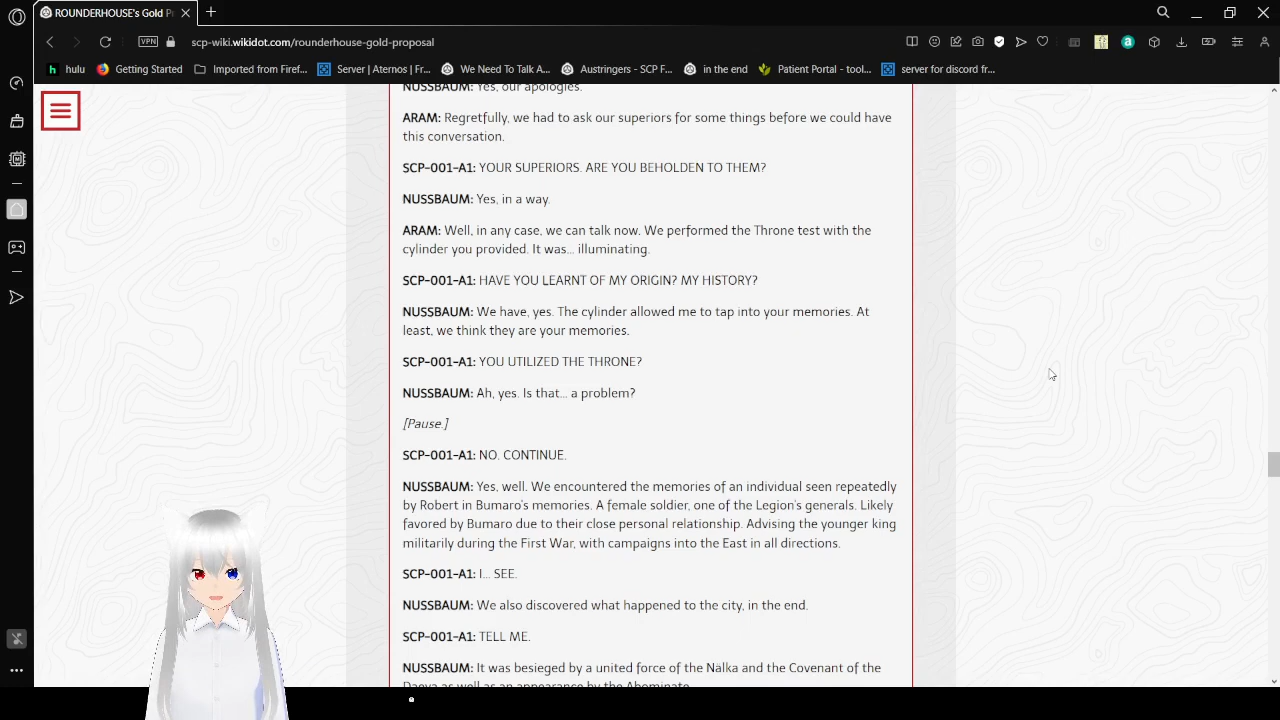 ROUNDERHOUSE's Gold P
VPN scp-wiki.wikidot.com/rounderhouse-gold-proposal
hulu Getting Started Imported from Firef... Server | Aternos | Fr... We Need To Talk A... Austringers - SCP F... in the end Patient Portal - tool... server for discord fr...
NUSSBAUM: Yes, our apologies.
ARAM: Regretfully, we had to ask our superiors for some things before we could have
this conversation.
SCP-001-A1: YOUR SUPERIORS. ARE YOU BEHOLDEN TO THEM?
NUSSBAUM: Yes, in a way.
ARAM: Well, in any case, we can talk now. We performed the Throne test with the
cylinder you provided. It was... illuminating.
SCP-001-A1: HAVE YOU LEARNT OF MY ORIGIN? MY HISTORY?
NUSSBAUM: We have, yes. The cylinder allowed me to tap into your memories. At
least, we think they are your memories.
SCP-001-A1: YOU UTILIZED THE THRONE?
NUSSBAUM: Ah, yes. Is that... a problem?
[Pause.]
SCP-001-A1: NO. CONTINUE.
NUSSBAUM: Yes, well. We encountered the memories of an individual seen repeatedly
by Robert in Bumaro's memories. A female soldier, one of the Legion's generals. Likely
favored by Bumaro due to their close personal relationship. Advising the younger king
militarily during the First War, with campaigns into the East in all directions.
SCP-001-A1: I... SEE.
NUSSBAUM: We also discovered what happened to the city, in the end.
SCP-001-A1: TELL ME.
NUSSBAUM: It was besieged by a united force of the Nälka and the Covenant of the
Daeva as well as an appearance by the Abominate.